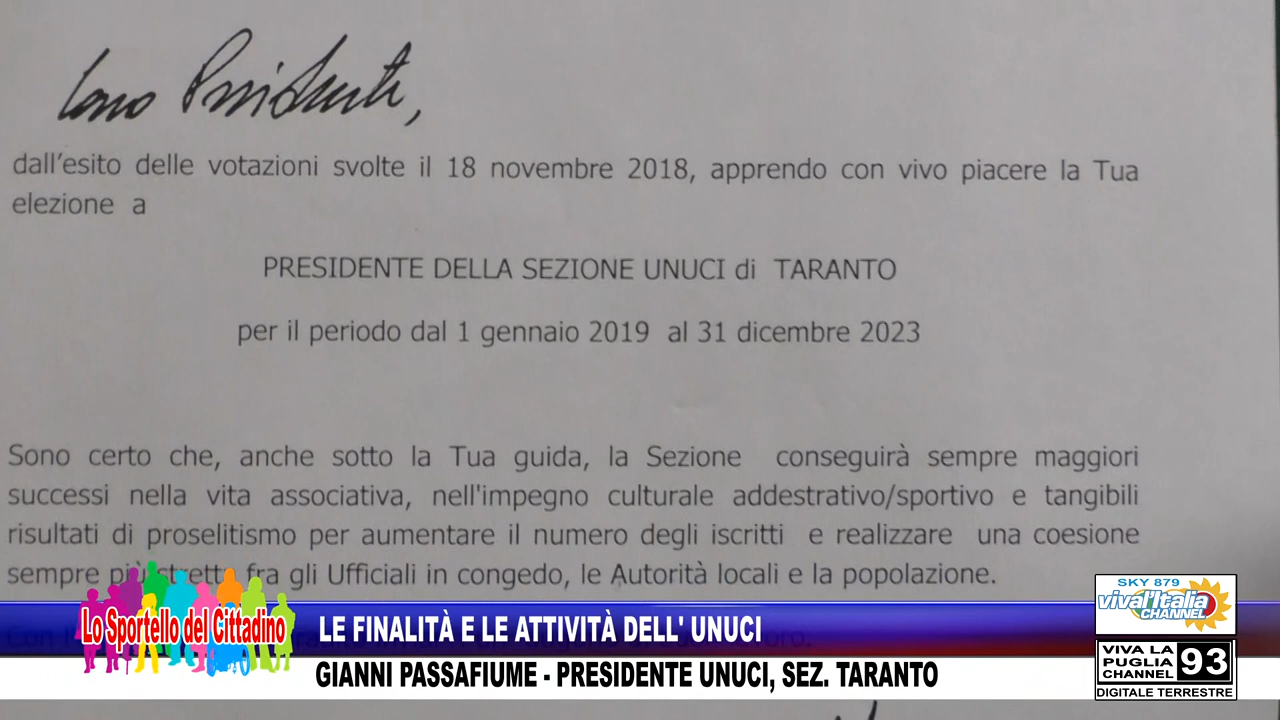 Caro Presidente,
dall'esito delle votazioni svolte il 18 novembre 2018, apprendo con vivo piacere la Tua
elezione a
PRESIDENTE DELLA SEZIONE UNUCI di TARANTO
per il periodo dal 1 gennaio 2019 al 31 dicembre 2023
Sono certo che, anche sotto la Tua guida, la Sezione conseguirà sempre maggiori
successi nella vita associativa, nell'impegno culturale addestrativo/sportivo e tangibili
risultati di proselitismo per aumentare il numero degli iscritti e realizzare una coesione
sempre più stretta fra gli Ufficiali in congedo, le Autorità locali e la popolazione.
Lo Sportello del Cittadino
LE FINALITÀ E LE ATTIVITÀ DELL' UNUCI
GIANNI PASSAFIUME - PRESIDENTE UNUCI, SEZ. TARANTO
SKY 879
viva l'Italia
CHANNEL
VIVA LA
PUGLIA
CHANNEL
93
DIGITALE TERRESTRE